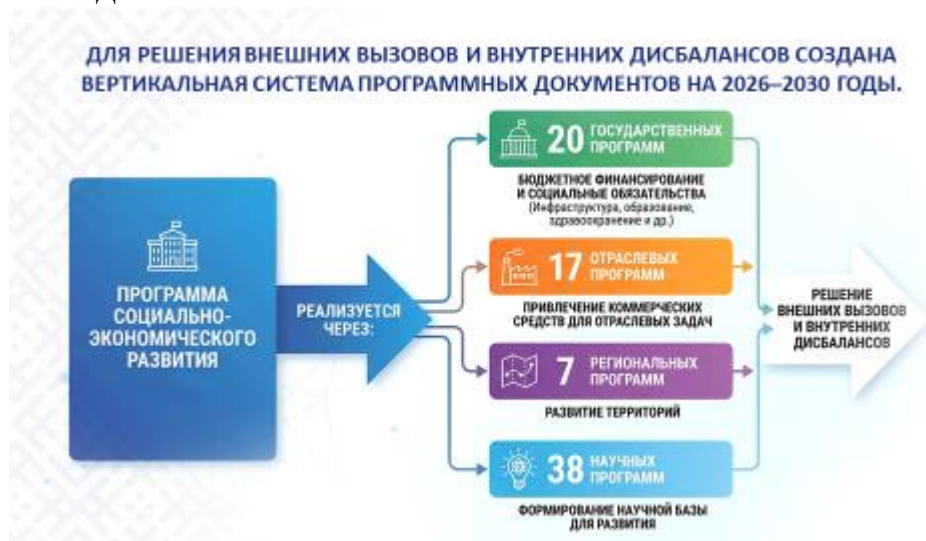 ДЛЯ РЕШЕНИЯ ВНЕШНИХ ВЫЗОВОВ И ВНУТРЕННИХ ДИСБАЛАНСОВ СОЗДАНА
ВЕРТИКАЛЬНАЯ СИСТЕМА ПРОГРАММНЫХ ДОКУМЕНТОВ НА 2026–2030 ГОДЫ.
ПРОГРАММА
СОЦИАЛЬНО-
ЭКОНОМИЧЕСКОГО
РАЗВИТИЯ
РЕАЛИЗУЕТСЯ
ЧЕРЕЗ:
20 ГОСУДАРСТВЕННЫХ
ПРОГРАММ
БЮДЖЕТНОЕ ФИНАНСИРОВАНИЕ
И СОЦИАЛЬНЫЕ ОБЯЗАТЕЛЬСТВА
(Инфраструктура, образование,
здравоохранение и др.)
17 ОТРАСЛЕВЫХ
ПРОГРАММ
ПРИВЛЕЧЕНИЕ КОММЕРЧЕСКИХ
СРЕДСТВ ДЛЯ ОТРАСЛЕВЫХ ЗАДАЧ
7 РЕГИОНАЛЬНЫХ
ПРОГРАММ
РАЗВИТИЕ ТЕРРИТОРИЙ
38 НАУЧНЫХ
ПРОГРАММ
ФОРМИРОВАНИЕ НАУЧНОЙ БАЗЫ
ДЛЯ РАЗВИТИЯ
РЕШЕНИЕ
ВНЕШНИХ ВЫЗОВОВ
И ВНУТРЕННИХ
ДИСБАЛАНСОВ